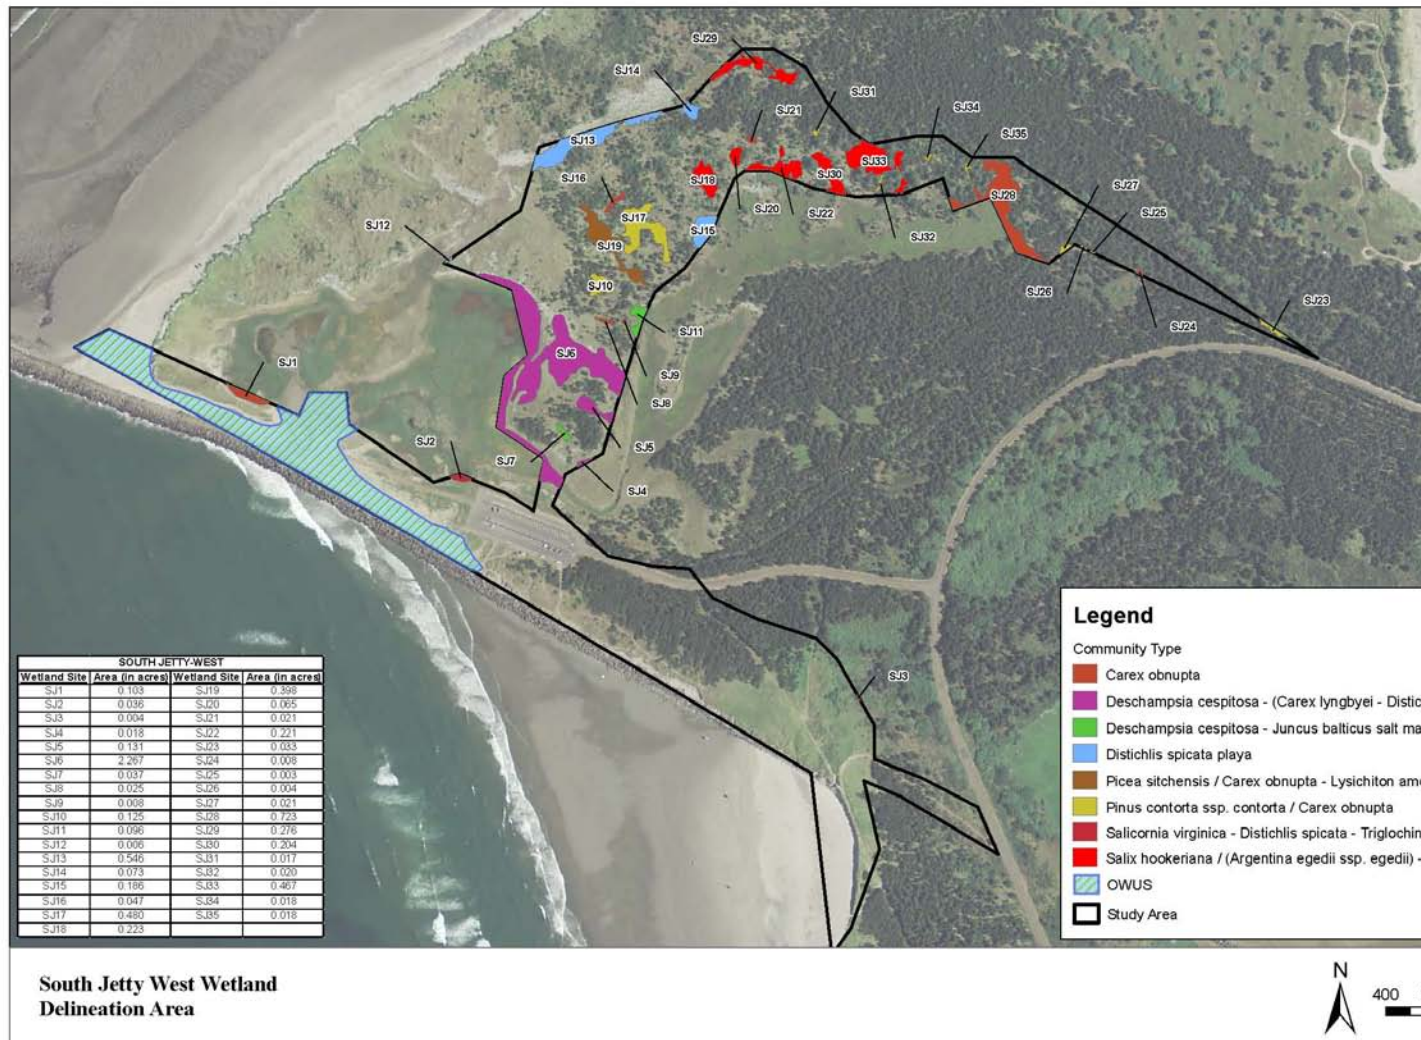 SJ29
SJ14
SJ31
SJ21
SJ34
SJ35
SJ13
SJ33
SJ16
SJ18
SJ30
SJ28
SJ27
SJ17
SJ20
SJ22
SJ25
SJ12
SJ15
SJ19
SJ32
SJ26
SJ10
SJ23
SJ24
SJ11
SJ6
SJ1
SJ9
SJ8
SJ2
SJ5
SJ7
SJ4
SJ3
SOUTH JETTY-WEST
Wetland Site Area (in acres) Wetland Site Area (in acres)
SJ1 0.103 SJ19 0.398
SJ2 0.036 SJ20 0.065
SJ3 0.004 SJ21 0.021
SJ4 0.018 SJ22 0.221
SJ5 0.131 SJ23 0.033
SJ6 2.267 SJ24 0.008
SJ7 0.037 SJ25 0.003
SJ8 0.025 SJ26 0.004
SJ9 0.008 SJ27 0.021
SJ10 0.125 SJ28 0.723
SJ11 0.096 SJ29 0.276
SJ12 0.006 SJ30 0.204
SJ13 0.546 SJ31 0.017
SJ14 0.073 SJ32 0.020
SJ15 0.186 SJ33 0.467
SJ16 0.047 SJ34 0.018
SJ17 0.480 SJ35 0.018
SJ18 0.223
Legend
Community Type
Carex obnupta
Deschampsia cespitosa - (Carex lyngbyei - Distic
Deschampsia cespitosa - Juncus balticus salt ma
Distichlis spicata playa
Picea sitchensis / Carex obnupta - Lysichiton ame
Pinus contorta ssp. contorta / Carex obnupta
Salicornia virginica - Distichlis spicata - Triglochin
Salix hookeriana / (Argentina egedii ssp. egedii) -
OWUS
Study Area
South Jetty West Wetland
Delineation Area
N
400